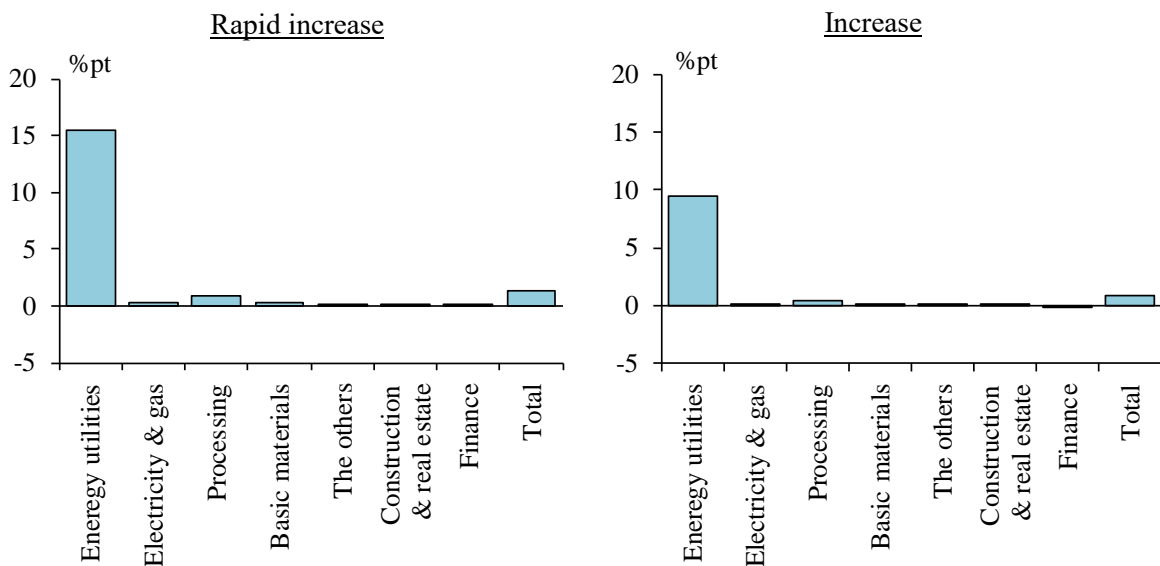 Rapid increase
%pt
20
15
10
5
0
-5
Eneregy utilities
Electricity & gas
Processing
Basic materials
The others
Construction
& real estate
Finance
Total
Increase
%pt
20
15
10
5
0
-5
Eneregy utilities
Electricity & gas
Processing
Basic materials
The others
Construction
& real estate
Finance
Total